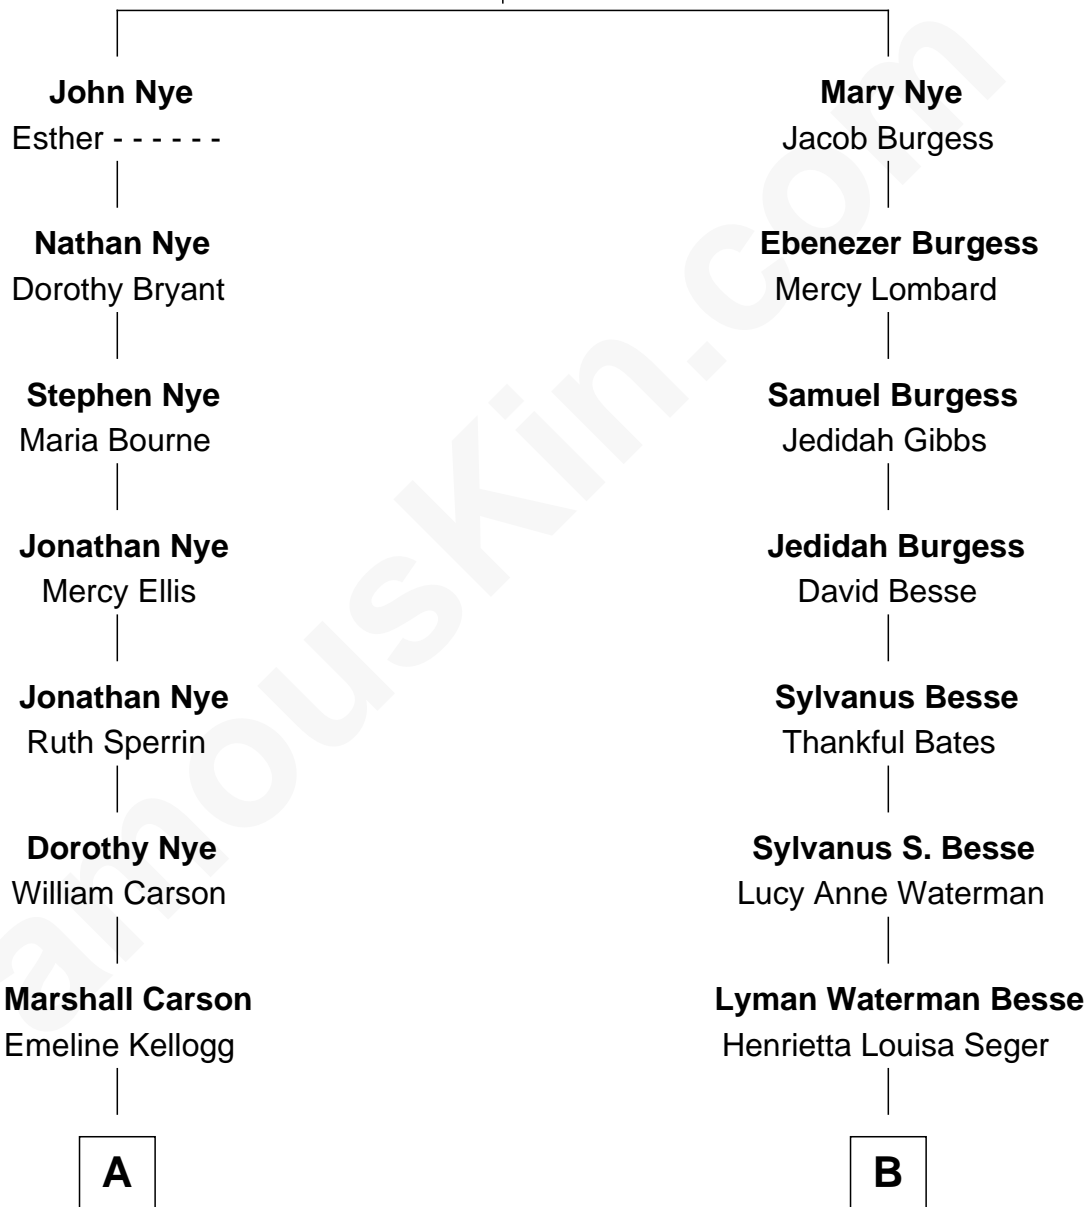 John Nye
Esther - - - - - -
Nathan Nye
Dorothy Bryant
Stephen Nye
Maria Bourne
Jonathan Nye
Mercy Ellis
Jonathan Nye
Ruth Sperrin
Dorothy Nye
William Carson
Marshall Carson
Emeline Kellogg
A
Mary Nye
Jacob Burgess
Ebenezer Burgess
Mercy Lombard
Samuel Burgess
Jedidah Gibbs
Jedidah Burgess
David Besse
Sylvanus Besse
Thankful Bates
Sylvanus S. Besse
Lucy Anne Waterman
Lyman Waterman Besse
Henrietta Louisa Seger
B
amousKin.com